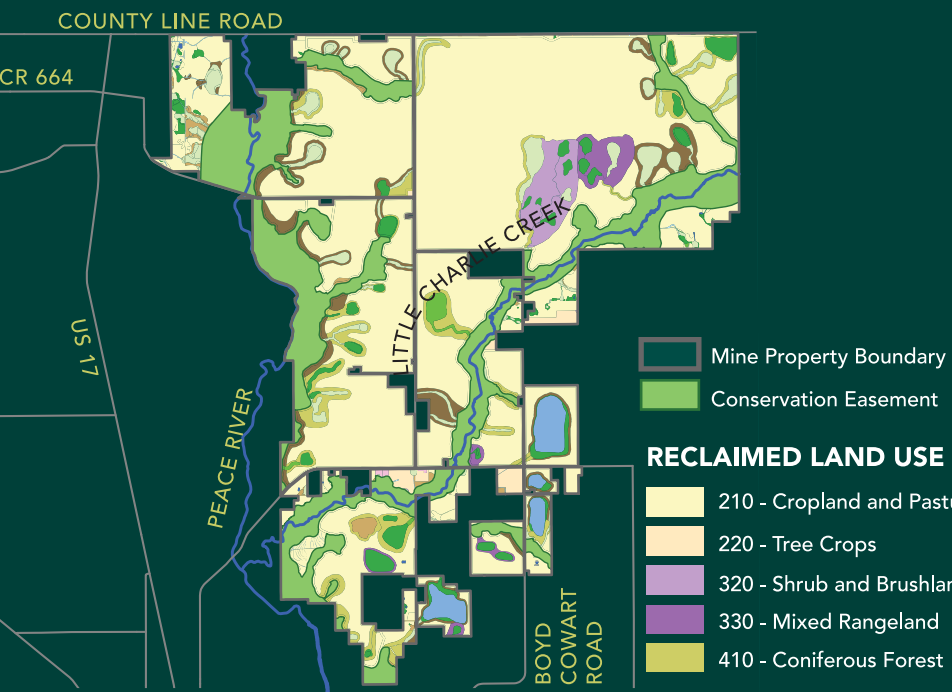 COUNTY LINE ROAD
CR 664
US 17
PEACE RIVER
LITTLE CHARLIE CREEK
BOYD
COWART
ROAD
Mine Property Boundary
Conservation Easement
RECLAIMED LAND USE
210 - Cropland and Pastu
220 - Tree Crops
320 - Shrub and Brushlan
330 - Mixed Rangeland
410 - Coniferous Forest